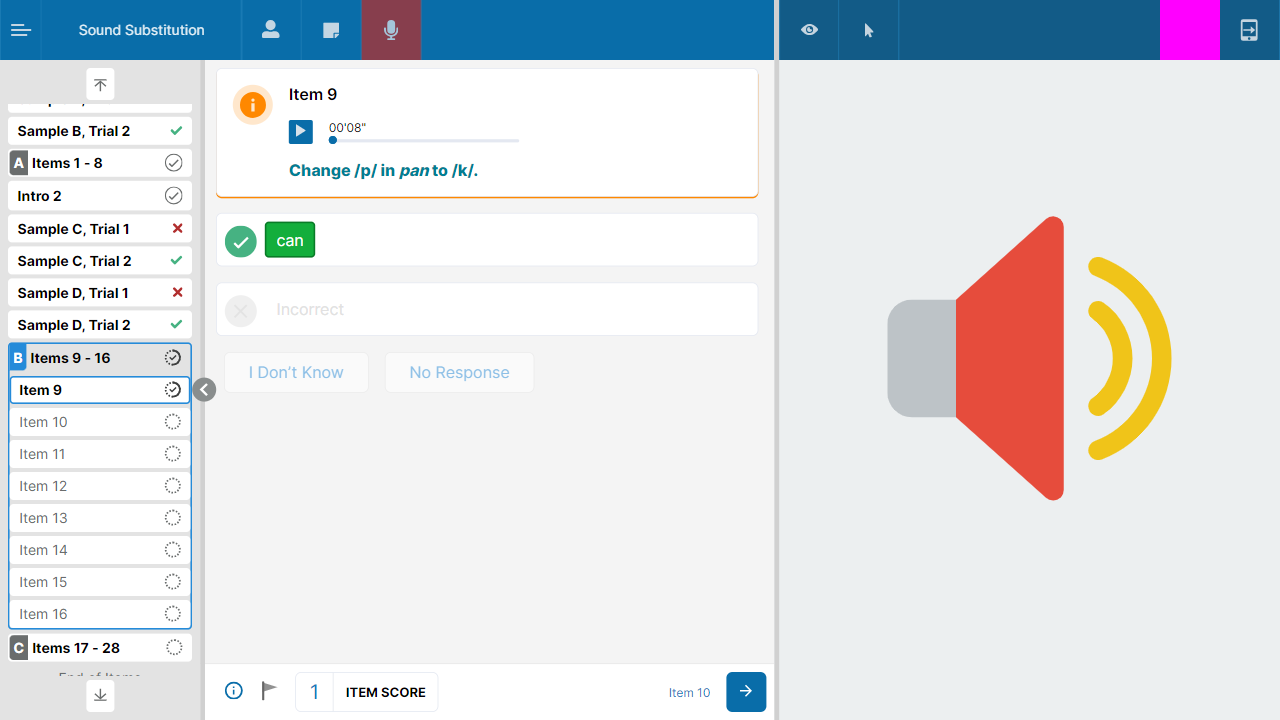 Sound Substitution
Sample B, Trial 2
A Items 1 - 8
Intro 2
Sample C, Trial 1
Sample C, Trial 2
Sample D, Trial 1
Sample D, Trial 2
B Items 9 - 16
Item 9
Item 10
Item 11
Item 12
Item 13
Item 14
Item 15
Item 16
C Items 17 - 28
End of Items
Item 9
00'08"
Change /p/ in pan to /k/.
can
Incorrect
I Don't Know
No Response
1 ITEM SCORE
Item 10